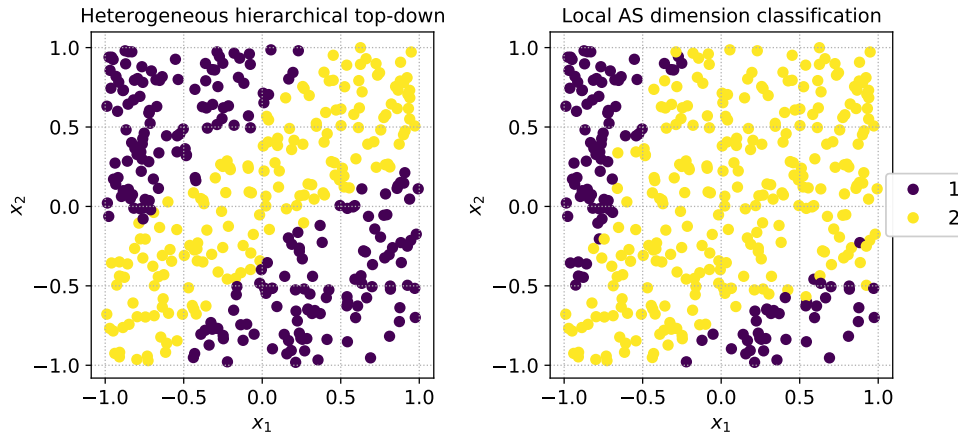 Heterogeneous hierarchical top-down
1.0
0.5
0.0
−0.5
−1.0
x2
−1.0 −0.5 0.0 0.5 1.0
x1
Local AS dimension classification
1.0
0.5
0.0
−0.5
−1.0
x2
−1.0 −0.5 0.0 0.5 1.0
x1
1
2